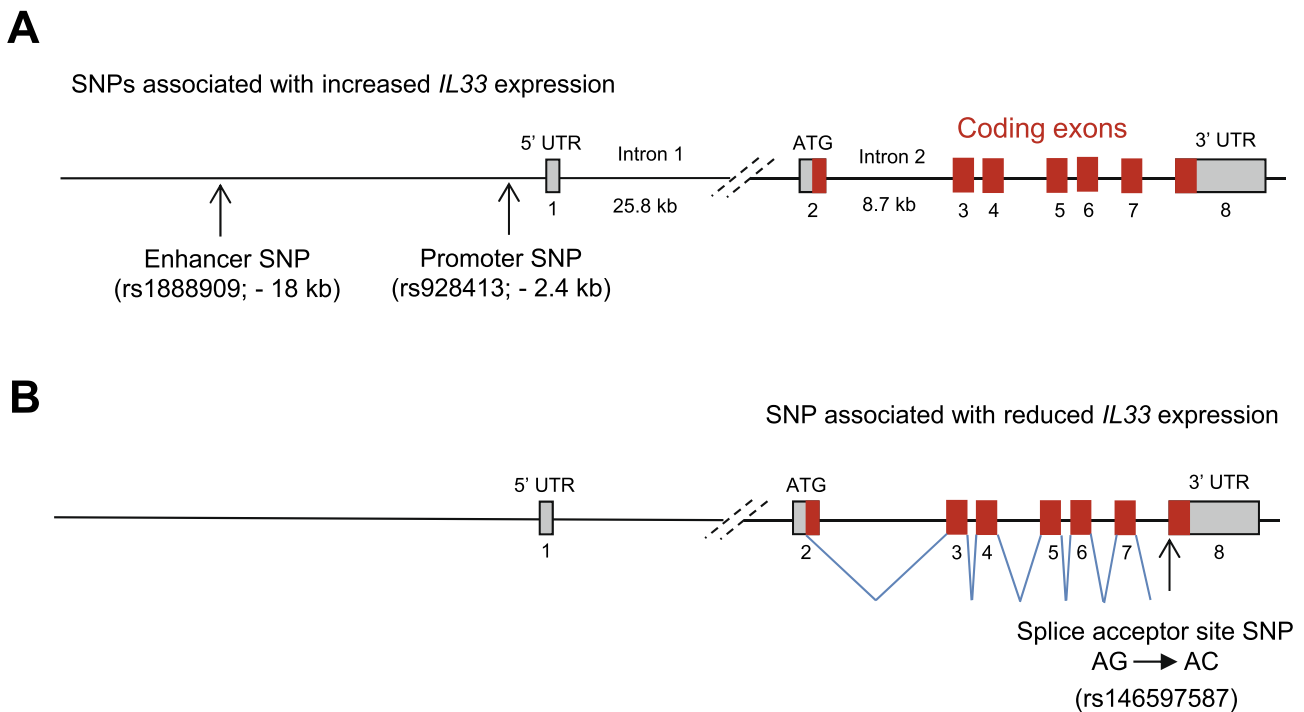 A
SNPs associated with increased IL33 expression
Coding exons
5’ UTR
ATG
3’ UTR
Intron 1
Intron 2
25.8 kb
8.7 kb
1
2
3
4
5
6
7
8
Enhancer SNP
(rs1888909; - 18 kb)
Promoter SNP
(rs928413; - 2.4 kb)
B
SNP associated with reduced IL33 expression
5’ UTR
ATG
3’ UTR
1
2
3
4
5
6
7
8
Splice acceptor site SNP
AG → AC
(rs146597587)